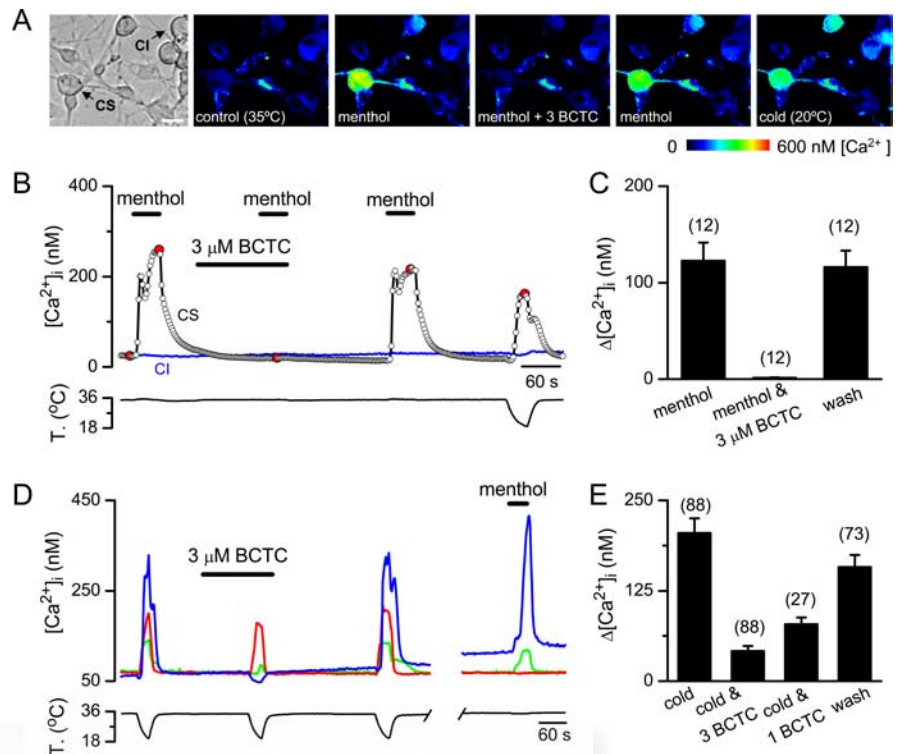 A
CI
CS
control (35ºC)
menthol
menthol + 3 BCTC
menthol
cold (20ºC)
0
600 nM [Ca²⁺ ]
B
400
200
0
[Ca²⁺]ᵢ (nM)
menthol
menthol
menthol
3 μM BCTC
CS
CI
60 s
36
18
T. (ºC)
C
200
100
0
Δ[Ca²⁺]ᵢ (nM)
(12)
(12)
(12)
menthol
menthol &
3 μM BCTC
wash
D
450
250
50
[Ca²⁺]ᵢ (nM)
3 μM BCTC
menthol
36
18
T. (ºC)
60 s
E
250
125
0
Δ[Ca²⁺]ᵢ (nM)
(88)
(88)
(27)
(73)
cold
cold &
3 BCTC
cold &
1 BCTC
wash